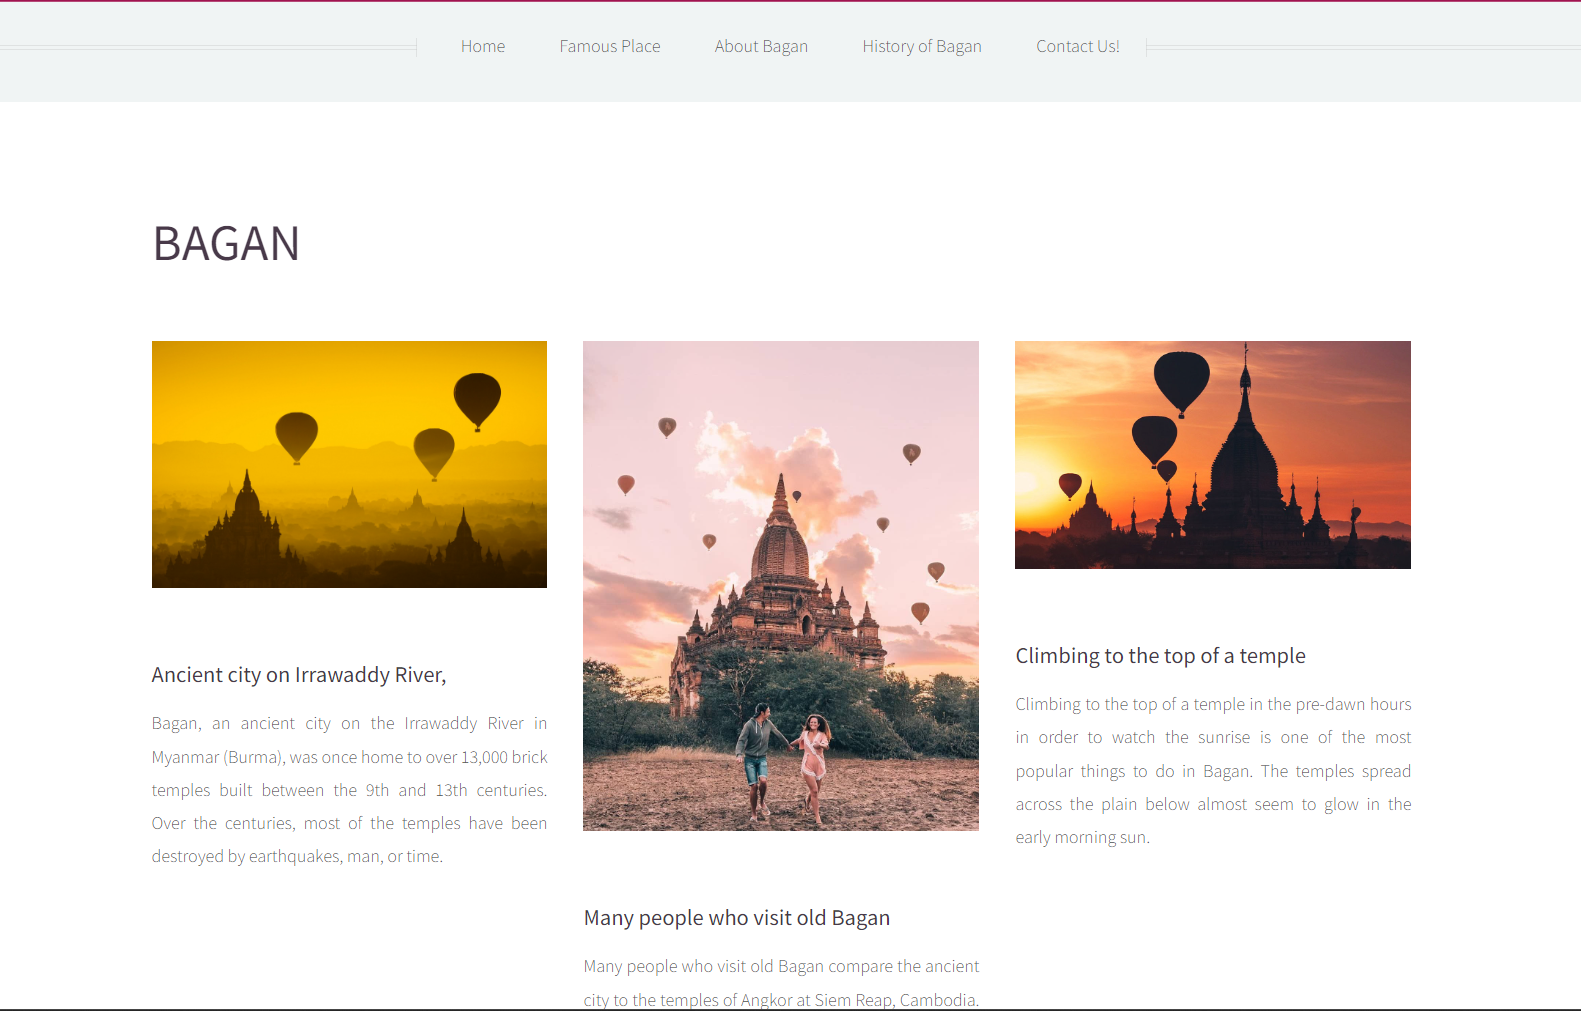 Home Famous Place About Bagan History of Bagan Contact Us!
BAGAN
Ancient city on Irrawaddy River,
Bagan, an ancient city on the Irrawaddy River in
Myanmar (Burma), was once home to over 13,000 brick
temples built between the 9th and 13th centuries.
Over the centuries, most of the temples have been
destroyed by earthquakes, man, or time.
Many people who visit old Bagan
Many people who visit old Bagan compare the ancient
city to the temples of Angkor at Siem Reap, Cambodia.
Climbing to the top of a temple
Climbing to the top of a temple in the pre-dawn hours
in order to watch the sunrise is one of the most
popular things to do in Bagan. The temples spread
across the plain below almost seem to glow in the
early morning sun.